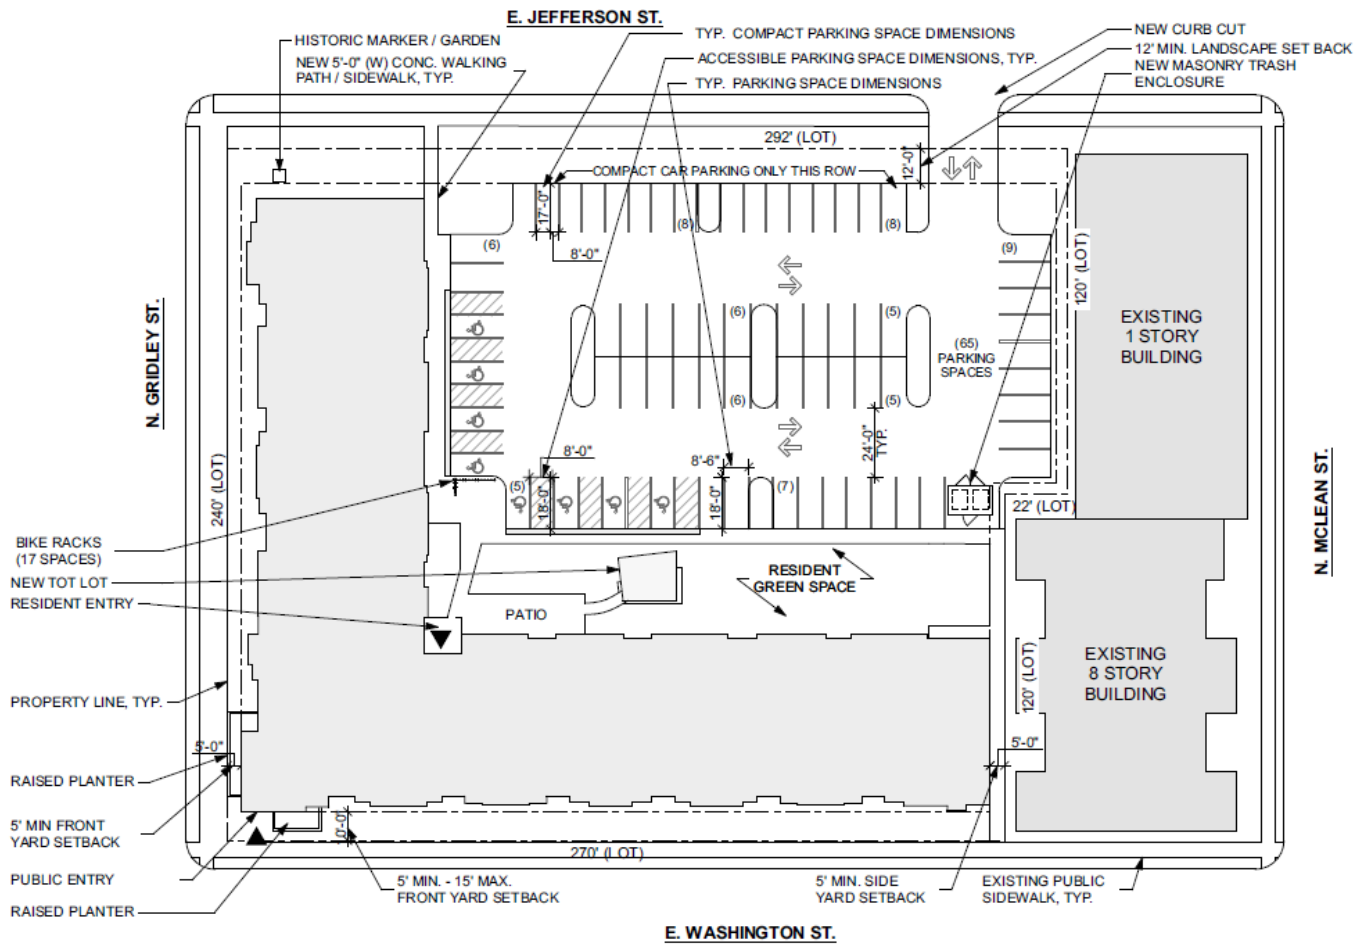 E. JEFFERSON ST.
HISTORIC MARKER / GARDEN
NEW 5'-0" (W) CONC. WALKING
PATH / SIDEWALK, TYP.
TYP. COMPACT PARKING SPACE DIMENSIONS
ACCESSIBLE PARKING SPACE DIMENSIONS, TYP.
TYP. PARKING SPACE DIMENSIONS
NEW CURB CUT
12' MIN. LANDSCAPE SET BACK
NEW MASONRY TRASH
ENCLOSURE
292' (LOT)
COMPACT CAR PARKING ONLY THIS ROW
12'-0"
17'-0"
8'-0"
(8)
(8)
(6)
(9)
120' (LOT)
EXISTING
1 STORY
BUILDING
N. GRIDLEY ST.
(6)
(5)
(65)
PARKING
SPACES
(6)
(5)
24'-0"
TYP.
8'-0"
8'-6"
240' (LOT)
(5)
18'-0"
18'-0"
(7)
22' (LOT)
N. MCLEAN ST.
BIKE RACKS
(17 SPACES)
NEW TOT LOT
RESIDENT ENTRY
RESIDENT
GREEN SPACE
PATIO
120' (LOT)
EXISTING
8 STORY
BUILDING
PROPERTY LINE, TYP.
5'-0"
5'-0"
RAISED PLANTER
5' MIN FRONT
YARD SETBACK
270' (LOT)
PUBLIC ENTRY
RAISED PLANTER
5' MIN. - 15' MAX.
FRONT YARD SETBACK
5' MIN. SIDE
YARD SETBACK
EXISTING PUBLIC
SIDEWALK, TYP.
E. WASHINGTON ST.